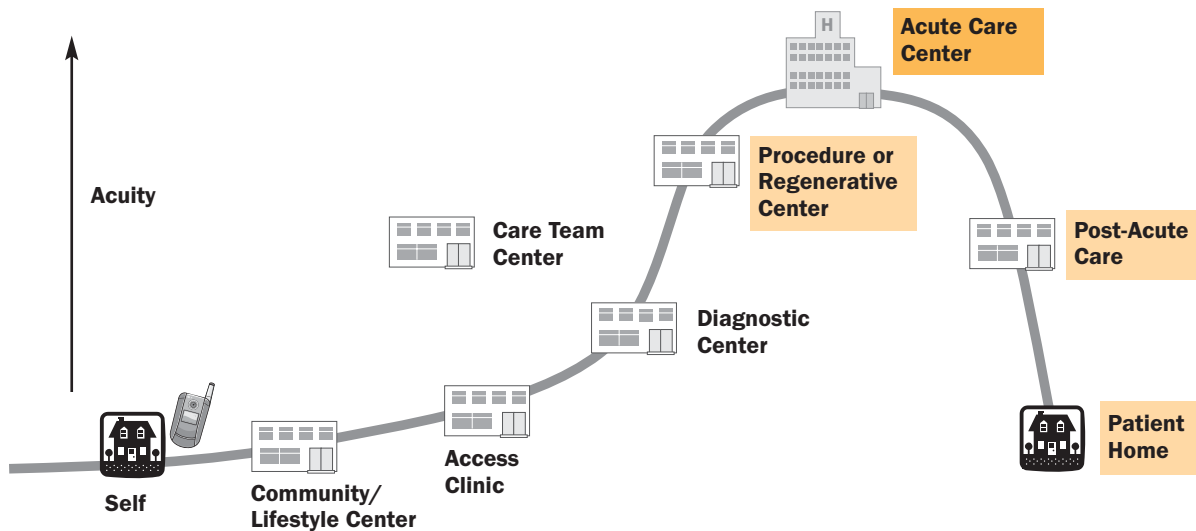 H
Acute Care
Center
Procedure or
Regenerative
Center
Acuity
Care Team
Center
Post-Acute
Care
Diagnostic
Center
Patient
Home
Access
Clinic
Self
Community/
Lifestyle Center